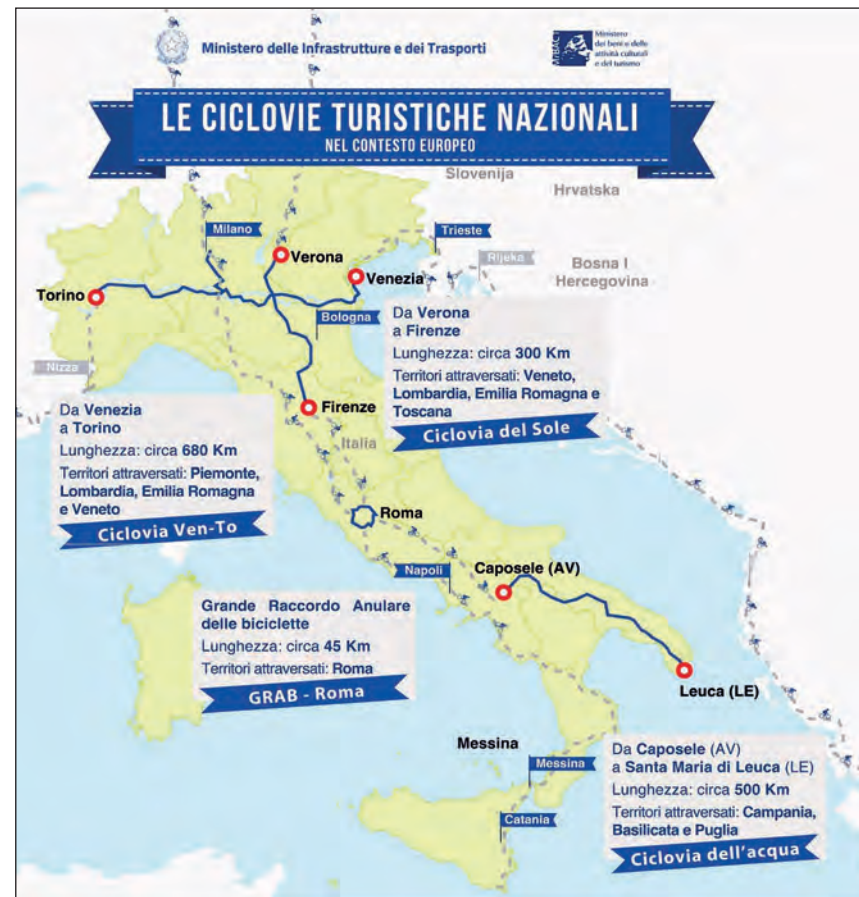 Ministero delle Infrastrutture e dei Trasporti
MiBACT
Ministero
dei beni e delle
attività culturali
e del turismo
LE CICLOVIE TURISTICHE NAZIONALI
NEL CONTESTO EUROPEO
Slovenija
Hrvatska
Milano
Trieste
Verona
Venezia
Rijeka
Bosna I
Hercegovina
Torino
Bologna
Nizza
Da Verona
a Firenze
Lunghezza: circa 300 Km
Territori attraversati: Veneto,
Lombardia, Emilia Romagna e
Toscana
Ciclovia del Sole
Firenze
Italia
Da Venezia
a Torino
Lunghezza: circa 680 Km
Territori attraversati: Piemonte,
Lombardia, Emilia Romagna
e Veneto
Ciclovia Ven-To
Roma
Napoli
Caposele (AV)
Grande Raccordo Anulare
delle biciclette
Lunghezza: circa 45 Km
Territori attraversati: Roma
GRAB - Roma
Leuca (LE)
Messina
Messina
Catania
Da Caposele (AV)
a Santa Maria di Leuca (LE)
Lunghezza: circa 500 Km
Territori attraversati: Campania,
Basilicata e Puglia
Ciclovia dell'acqua